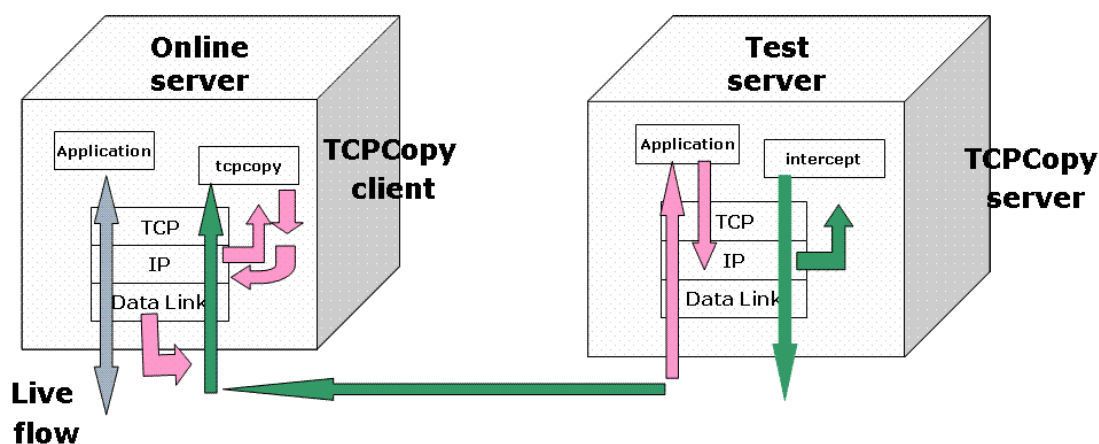 Online
server
Test
server
Application
tcpcopy
TCPCopy
client
TCP
IP
Data Link
Application
intercept
TCPCopy
server
TCP
IP
Data Link
Live
flow